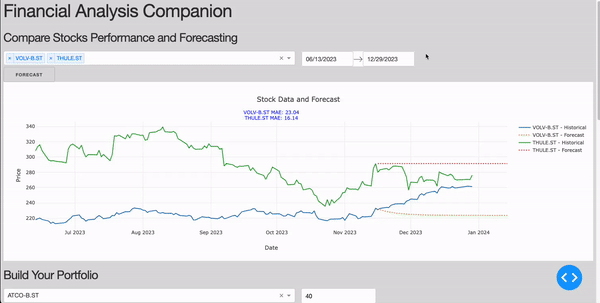 Financial Analysis Companion
Compare Stocks Performance and Forecasting
× VOLV-B.ST × THULE.ST
06/13/2023 → 12/29/2023
FORECAST
Stock Data and Forecast
VOLV-B.ST MAE: 23.04
THULE.ST MAE: 16.14
340
320
300
280
260
240
220
Price
Jul 2023 Aug 2023 Sep 2023 Oct 2023 Nov 2023 Dec 2023 Jan 2024
Date
VOLV-B.ST - Historical
VOLV-B.ST - Forecast
THULE.ST - Historical
THULE.ST - Forecast
Build Your Portfolio
ATCO-B.ST
40